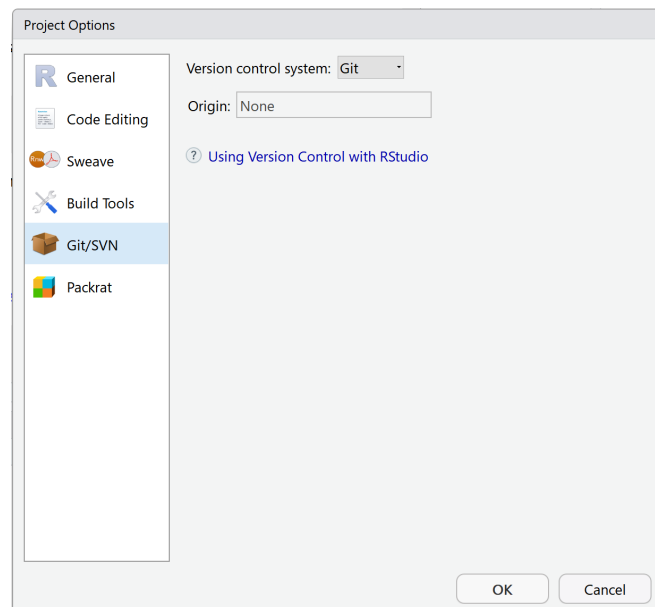 Project Options
General
Code Editing
Sweave
Build Tools
Git/SVN
Packrat
Version control system: Git
Origin: None
? Using Version Control with RStudio
OK
Cancel